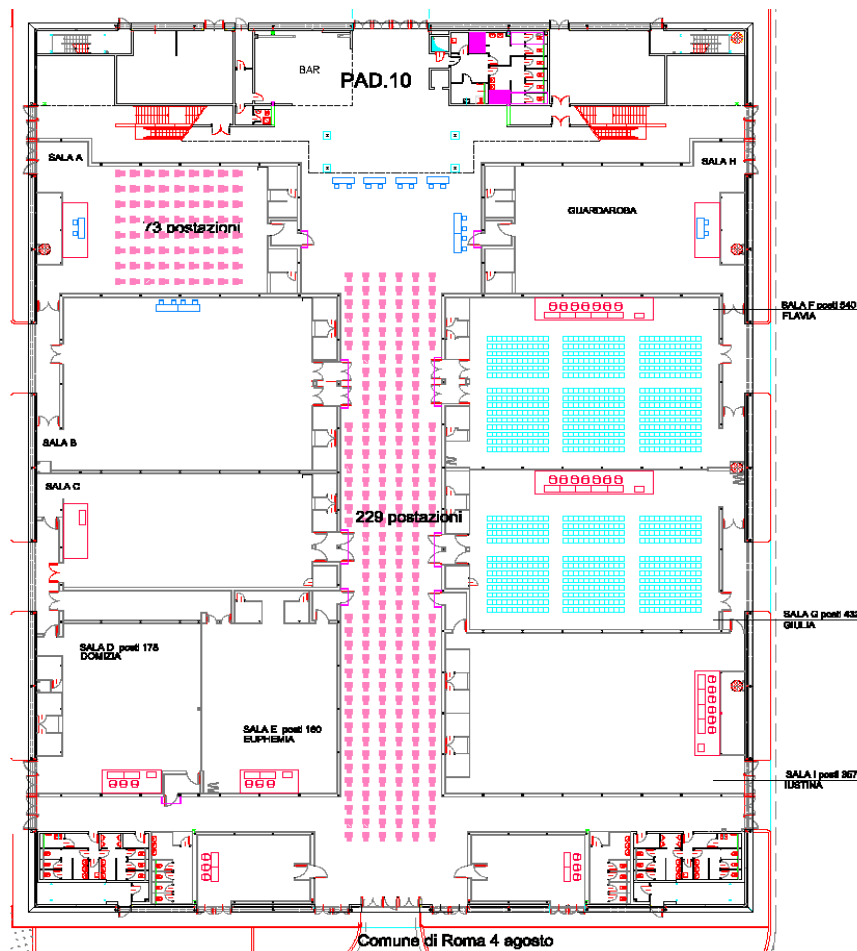 BAR
PAD.10
SALA A
SALA H
73 postazioni
GUARDAROBA
SALA F posti 540
FLAVIA
SALA B
SALA C
229 postazioni
SALA G posti 432
GIULIA
SALA D posti 178
DOMIZIA
SALA E posti 160
EUPHEMIA
SALA I posti 357
IUSTINA
Comune di Roma 4 agosto